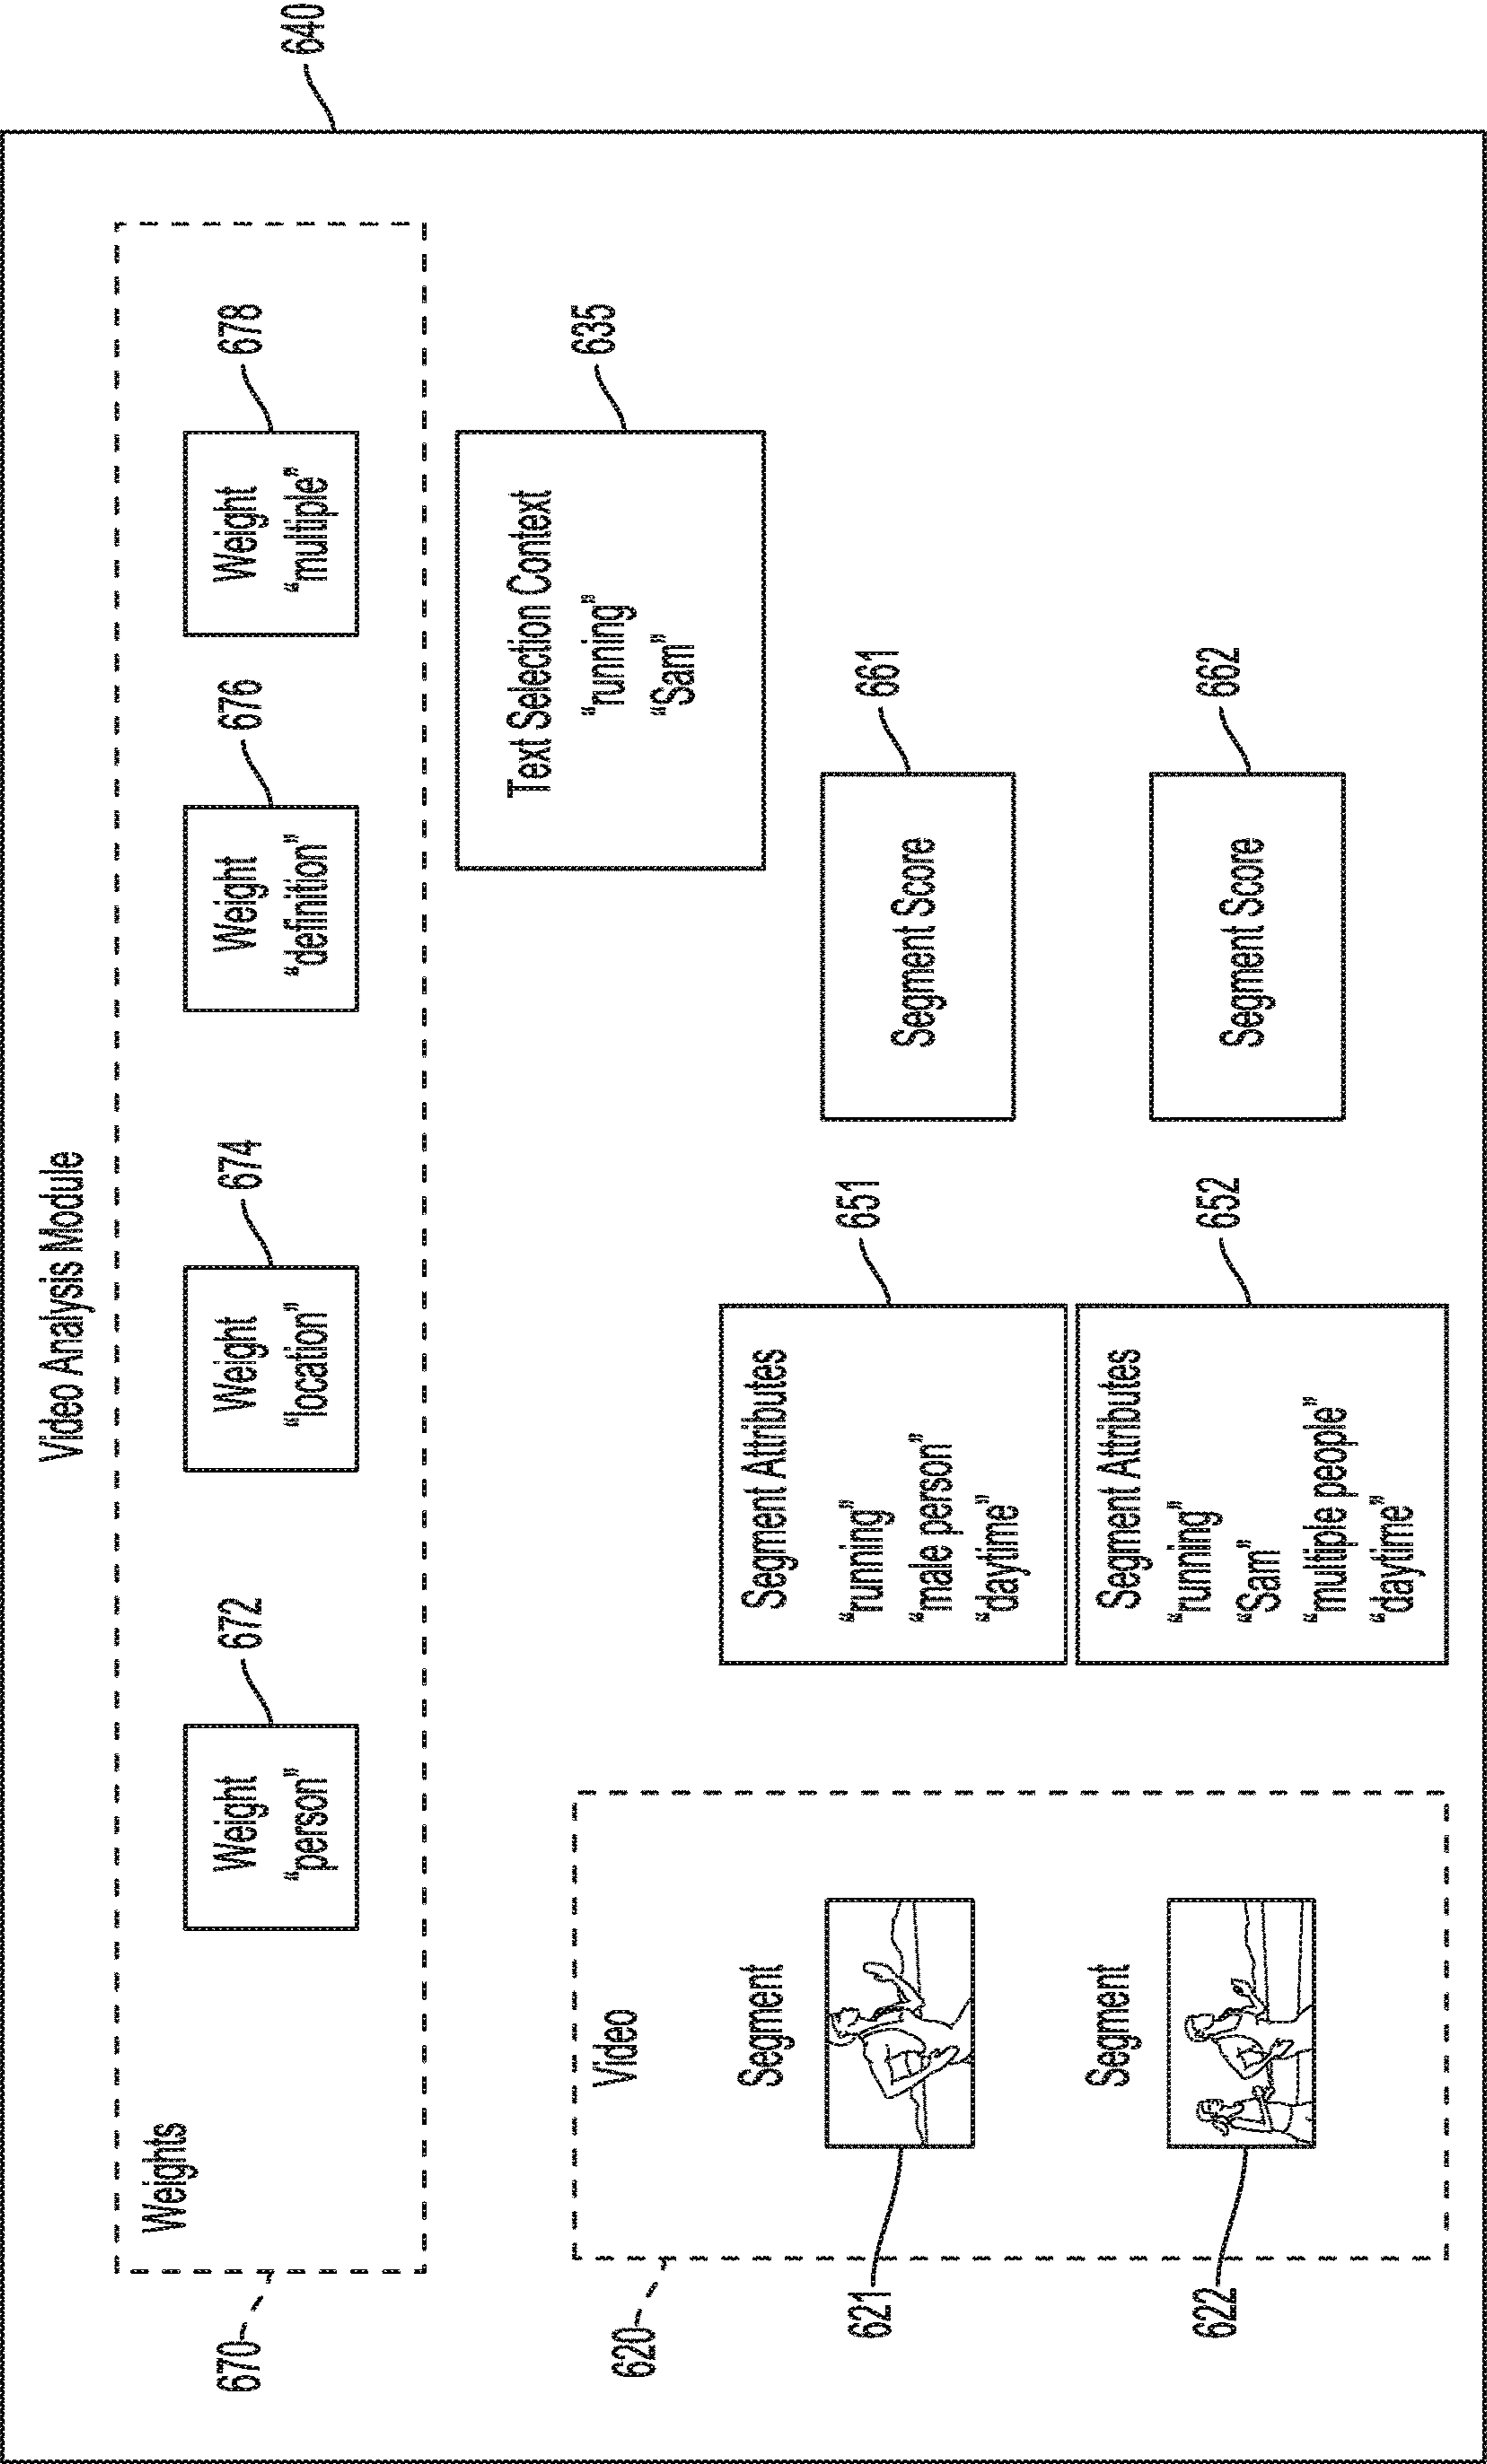 640
Video Analysis Module
670
Weights
672
Weight
“person”
674
Weight
“location”
676
Weight
“definition”
678
Weight
“multiple”
635
Text Selection Context
“running”
“Sam”
620
Video
Segment
621
651
Segment Attributes
“running”
“male person”
“daytime”
661
Segment Score
Segment
622
652
Segment Attributes
“running”
“Sam”
“multiple people”
“daytime”
662
Segment Score